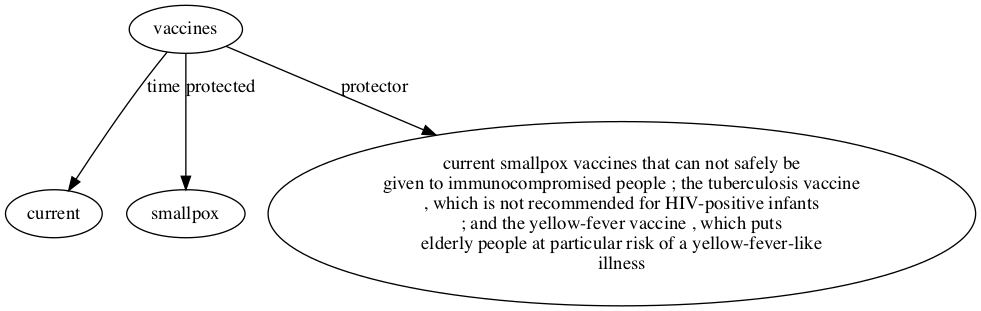 vaccines
time
protected
protector
current
smallpox
current smallpox vaccines that can not safely be
given to immunocompromised people ; the tuberculosis vaccine
, which is not recommended for HIV-positive infants
; and the yellow-fever vaccine , which puts
elderly people at particular risk of a yellow-fever-like
illness